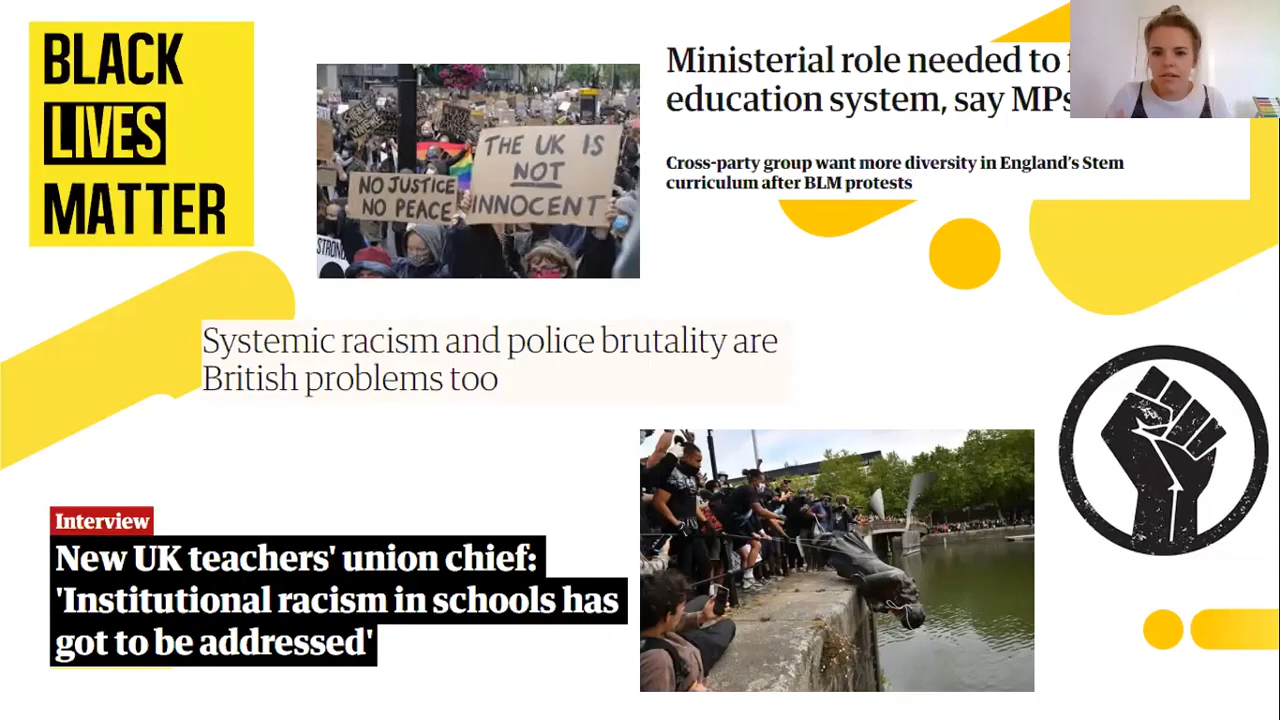 BLACK
LIVES
MATTER
NO JUSTICE
NO PEACE
THE UK IS
NOT
INNOCENT
STRONG
Ministerial role needed to
education system, say MPs
Cross-party group want more diversity in England's Stem
curriculum after BLM protests
Systemic racism and police brutality are
British problems too
Interview
New UK teachers' union chief:
'Institutional racism in schools has
got to be addressed'